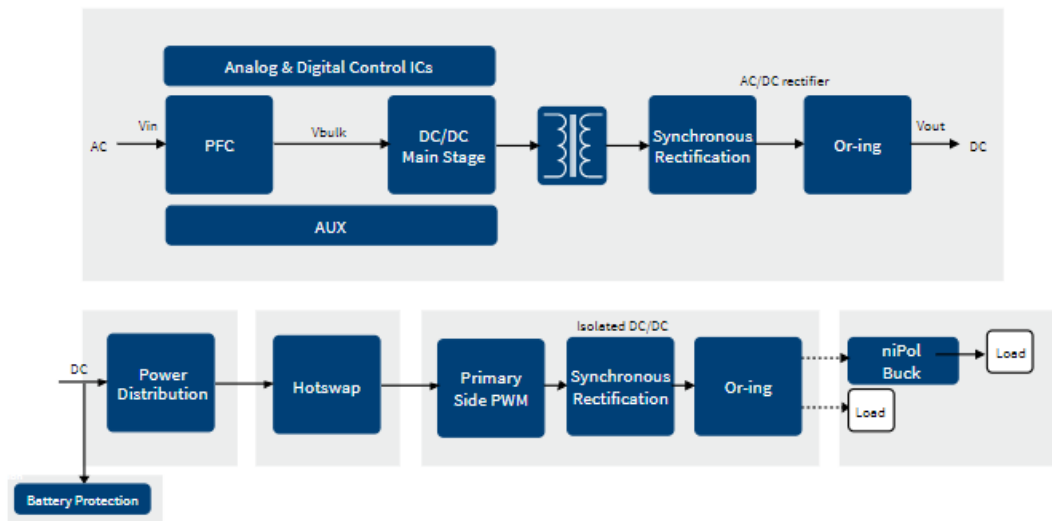 Analog & Digital Control ICs
AC/DC rectifier
AC
Vin
PFC
Vbulk
DC/DC
Main Stage
Synchronous
Rectification
Or-ing
Vout
DC
AUX
DC
Power
Distribution
Hotswap
Isolated DC/DC
Primary
Side PWM
Synchronous
Rectification
Or-ing
niPol
Buck
Load
Load
Battery Protection